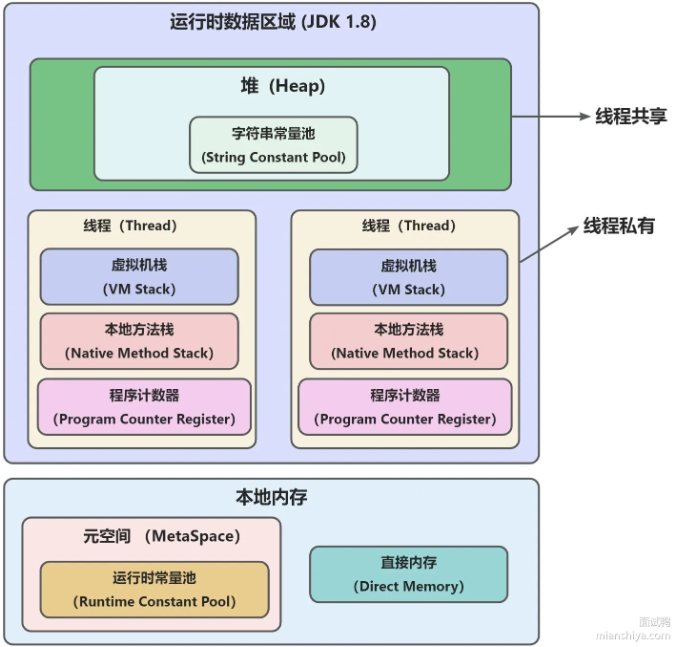 运行时数据区域 (JDK 1.8)
堆（Heap）
字符串常量池
(String Constant Pool)
线程共享
线程（Thread）
虚拟机栈
（VM Stack）
本地方法栈
（Native Method Stack）
程序计数器
（Program Counter Register）
线程（Thread）
虚拟机栈
（VM Stack）
本地方法栈
（Native Method Stack）
程序计数器
（Program Counter Register）
线程私有
本地内存
元空间 （MetaSpace）
运行时常量池
（Runtime Constant Pool）
直接内存
（Direct Memory）
面试鸭
mianshiya.com